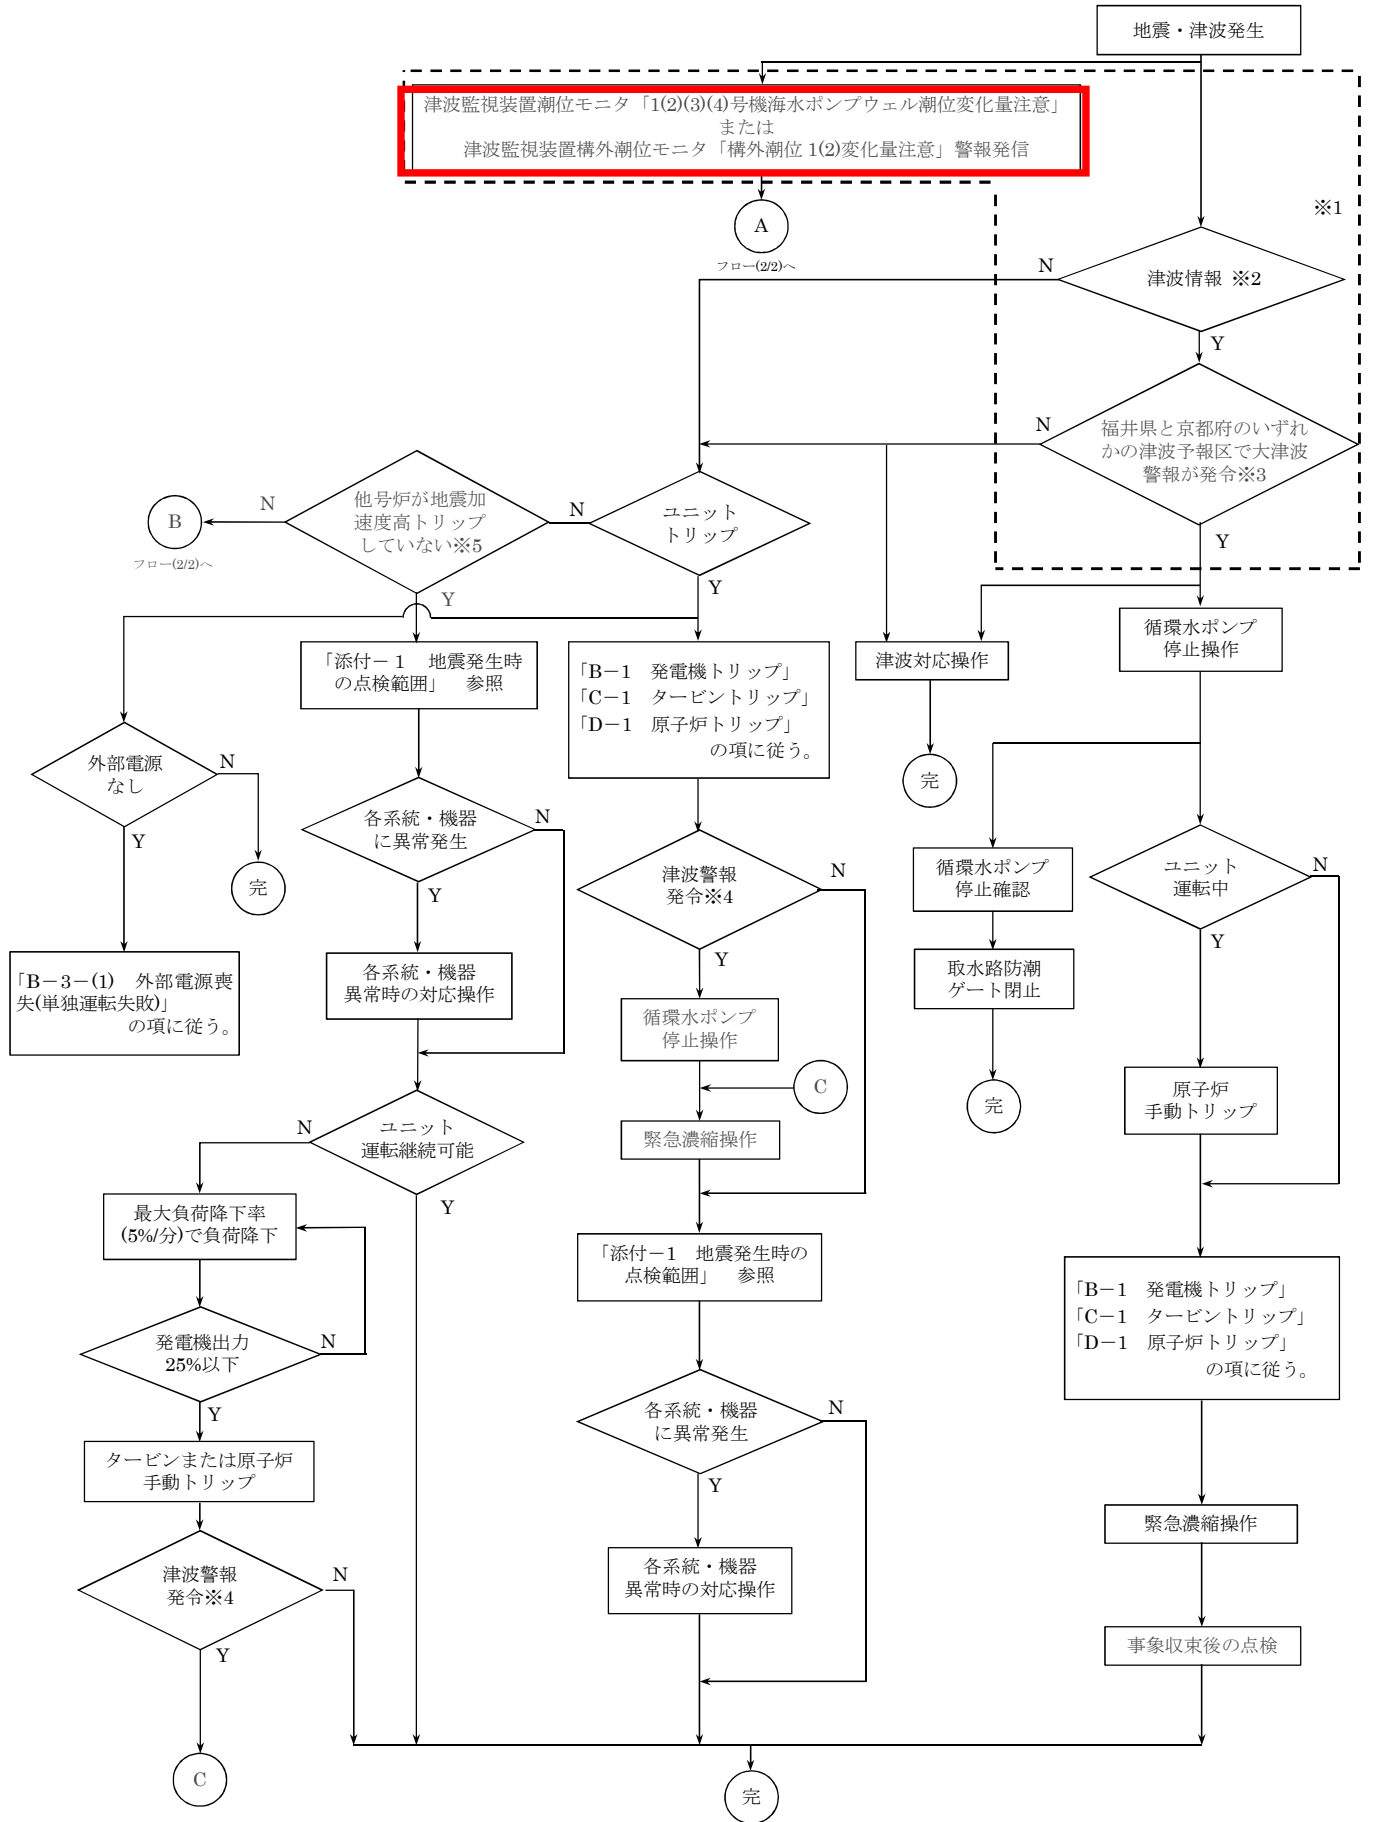 地震・津波発生
津波監視装置潮位モニタ「1(2)(3)(4)号機海水ポンプウェル潮位変化量注意」
または
津波監視装置構外潮位モニタ「構外潮位 1(2)変化量注意」警報発信
※1
A
フロー(2/2)へ
津波情報 ※2
N
Y
福井県と京都府のいずれ
かの津波予報区で大津波
警報が発令※3
N
Y
ユニット
トリップ
N
Y
他号炉が地震加
速度高トリップ
していない※5
N
Y
B
フロー(2/2)へ
循環水ポンプ
停止操作
津波対応操作
完
「添付－1 地震発生時
の点検範囲」 参照
「B－1 発電機トリップ」
「C－1 タービントリップ」
「D－1 原子炉トリップ」
の項に従う。
外部電源
なし
N
Y
完
「B－3－(1) 外部電源喪
失(単独運転失敗)」
の項に従う。
各系統・機器
に異常発生
N
Y
各系統・機器
異常時の対応操作
津波警報
発令※4
N
Y
循環水ポンプ
停止操作
C
緊急濃縮操作
循環水ポンプ
停止確認
取水路防潮
ゲート閉止
完
ユニット
運転中
N
Y
原子炉
手動トリップ
ユニット
運転継続可能
N
Y
最大負荷降下率
(5%/分)で負荷降下
発電機出力
25%以下
N
Y
タービンまたは原子炉
手動トリップ
津波警報
発令※4
N
Y
C
「添付－1 地震発生時の
点検範囲」 参照
各系統・機器
に異常発生
N
Y
各系統・機器
異常時の対応操作
「B－1 発電機トリップ」
「C－1 タービントリップ」
「D－1 原子炉トリップ」
の項に従う。
緊急濃縮操作
事象収束後の点検
完